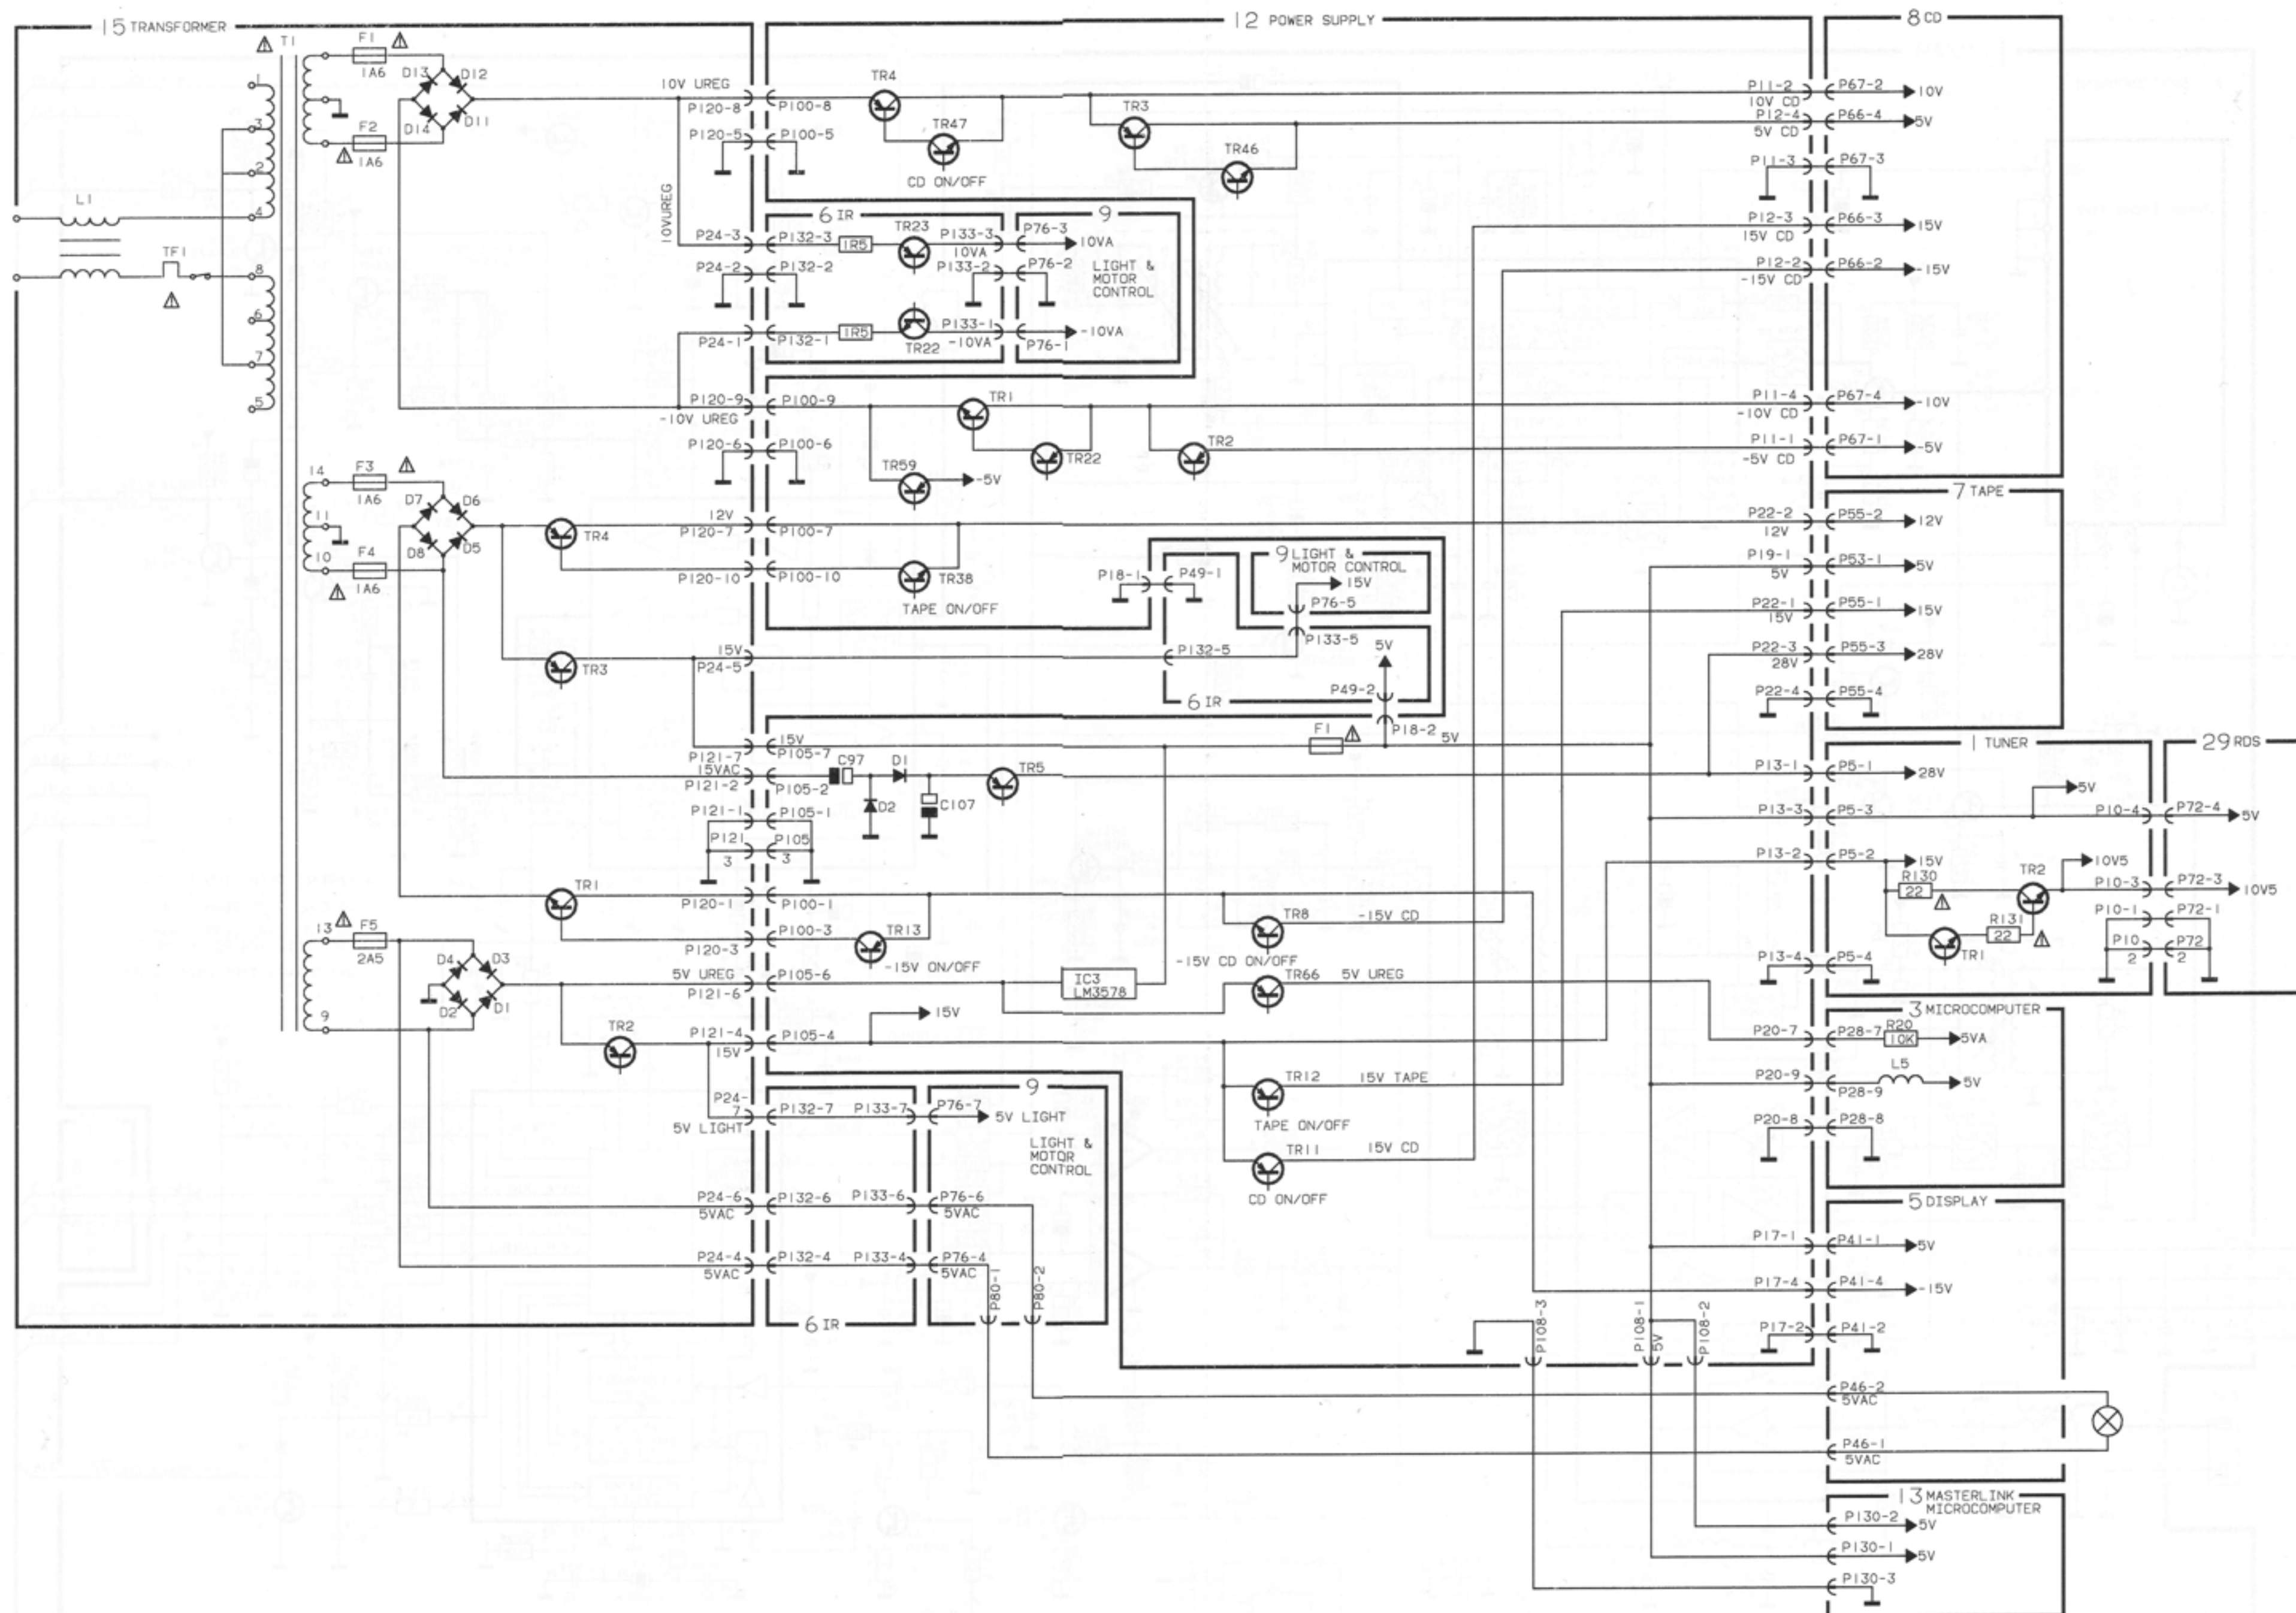 15 TRANSFORMER
T1
F1
1A6
D13
D12
D14
D11
F2
1A6
1
3
2
4
L1
TF1
8
6
7
5
14
F3
1A6
D7
D6
11
D8
D5
10
F4
1A6
TR4
TR3
TR1
13
F5
2A5
D4
D3
D2
D1
9
TR2
10V UREG
P120-8
P120-5
10VUREG
P24-3
P24-2
P24-1
P120-9
-10V UREG
P120-6
12V
P120-7
P120-10
15V
P24-5
P121-7
15VAC
P121-2
P121-1
P121
3
P120-1
P120-3
5V UREG
P121-6
P121-4
15V
P24-
7
5V LIGHT
P24-6
5VAC
P24-4
5VAC
12 POWER SUPPLY
P100-8
TR4
TR47
CD ON/OFF
P100-5
TR3
TR46
P11-2
10V CD
P12-4
5V CD
P11-3
P12-3
15V CD
P12-2
-15V CD
6 IR
9
P132-3
1R5
TR23
P133-3
10VA
P76-3
10VA
P132-2
P133-2
P76-2
LIGHT &
MOTOR
CONTROL
P132-1
1R5
TR22
P133-1
-10VA
P76-1
-10VA
P100-9
TR1
P11-4
-10V CD
P100-6
TR22
TR2
P11-1
-5V CD
TR59
-5V
P100-7
P22-2
12V
P100-10
TR38
TAPE ON/OFF
P18-1
P49-1
9 LIGHT &
MOTOR CONTROL
15V
P76-5
P133-5
P132-5
5V
P49-2
6 IR
P18-2
5V
F1
P19-1
5V
P22-1
15V
P22-3
28V
P22-4
15V
P105-7
P105-2
C97
D1
D2
C107
TR5
P105-1
P105
3
P13-1
P13-3
P13-2
P13-4
P100-1
P100-3
TR13
-15V ON/OFF
TR8
-15V CD
-15V CD ON/OFF
P105-6
IC3
LM3578
TR66
5V UREG
15V
P105-4
TR12
15V TAPE
TAPE ON/OFF
TR11
15V CD
CD ON/OFF
P20-7
P20-9
P20-8
9
P132-7
P133-7
P76-7
5V LIGHT
LIGHT &
MOTOR
CONTROL
P132-6
P133-6
P76-6
5VAC
P132-4
P133-4
P76-4
5VAC
P80-1
P80-2
6 IR
P17-1
P17-4
P17-2
P108-3
P108-1
5V
P108-2
8 CD
P67-2
10V
P66-4
5V
P67-3
P66-3
15V
P66-2
-15V
P67-4
-10V
P67-1
-5V
7 TAPE
P55-2
12V
P53-1
5V
P55-1
15V
P55-3
28V
P55-4
1 TUNER
P5-1
28V
5V
P5-3
P10-4
P5-2
15V
R130
22
TR2
10V5
P10-3
R131
22
TR1
P10-1
P10
2
P5-4
29 RDS
P72-4
5V
P72-3
10V5
P72-1
P72
2
3 MICROCOMPUTER
P28-7
R20
10K
5VA
L5
P28-9
5V
P28-8
5 DISPLAY
P41-1
5V
P41-4
-15V
P41-2
P46-2
5VAC
P46-1
5VAC
13 MASTERLINK
MICROCOMPUTER
P130-2
5V
P130-1
5V
P130-3